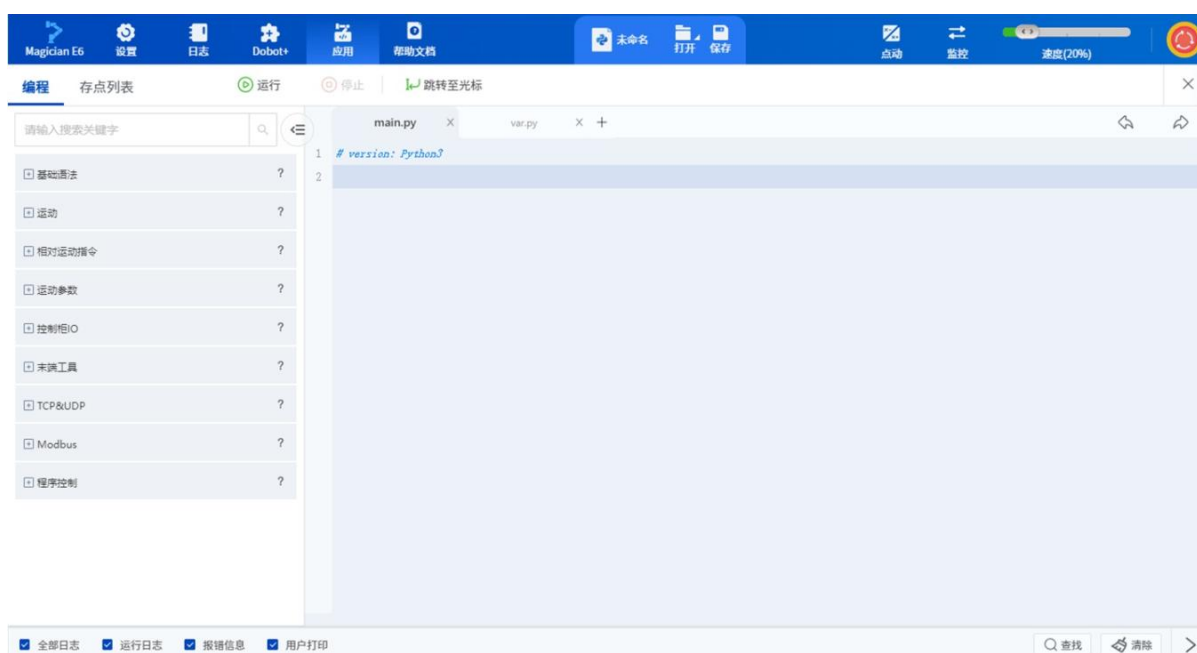 Magician E6 设置 日志 Dobot+ 应用 帮助文档 未命名 打开 保存 点动 监控 速度(20%)
编程 存点列表 运行 停止 跳转至光标
请输入搜索关键字 main.py var.py
1 # version: Python3
2
基础语法 ?
运动 ?
相对运动指令 ?
运动参数 ?
控制柜IO ?
末端工具 ?
TCP&UDP ?
Modbus ?
程序控制 ?
全部日志 运行日志 报错信息 用户打印 查找 清除